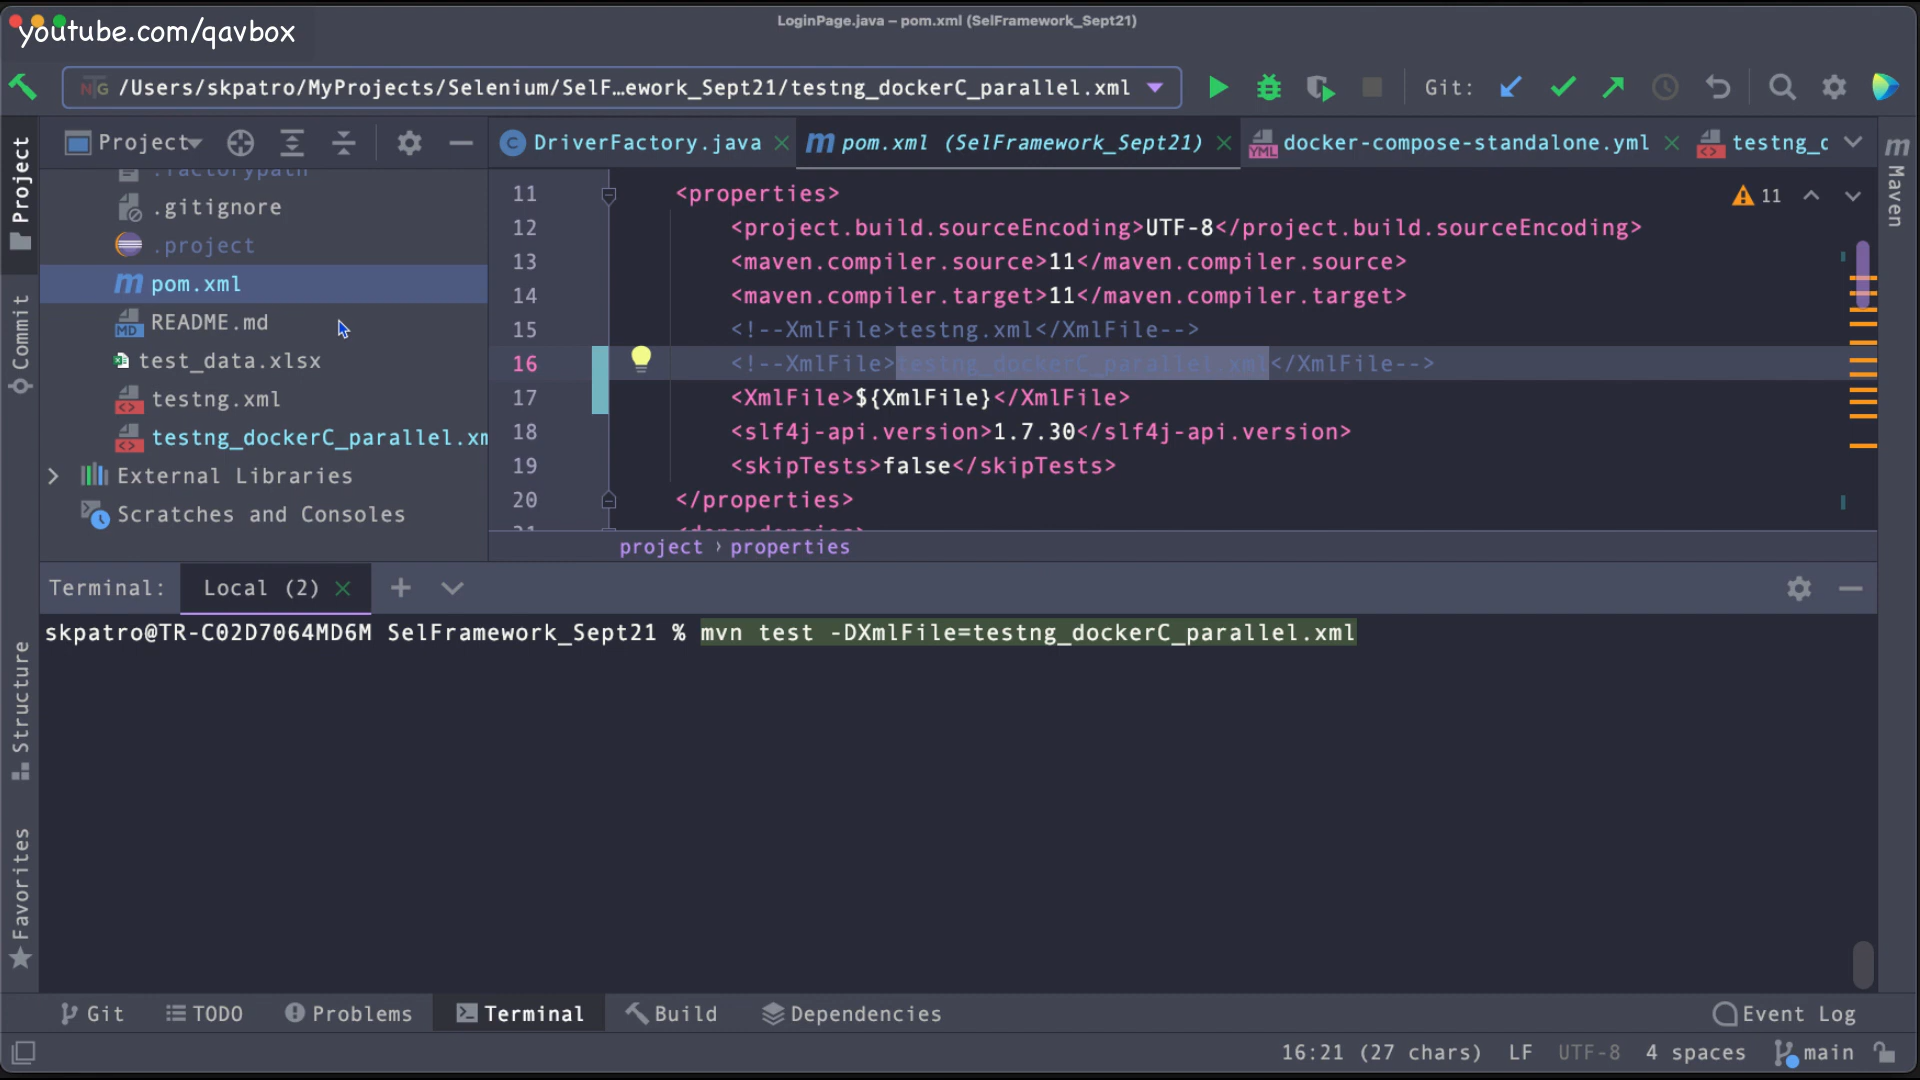 LoginPage.java – pom.xml (SelFramework_Sept21)
youtube.com/qavbox
/Users/skpatro/MyProjects/Selenium/SelF…ework_Sept21/testng_dockerC_parallel.xml
Git:
Project
DriverFactory.java
pom.xml (SelFramework_Sept21)
docker-compose-standalone.yml
testng_c
Maven
Project
Commit
Structure
Favorites
.factorypath
.gitignore
.project
pom.xml
README.md
test_data.xlsx
testng.xml
testng_dockerC_parallel.xm
External Libraries
Scratches and Consoles
11
11 <properties>
12 <project.build.sourceEncoding>UTF-8</project.build.sourceEncoding>
13 <maven.compiler.source>11</maven.compiler.source>
14 <maven.compiler.target>11</maven.compiler.target>
15 <!--XmlFile>testng.xml</XmlFile-->
16 <!--XmlFile>testng_dockerC_parallel.xml</XmlFile-->
17 <XmlFile>${XmlFile}</XmlFile>
18 <slf4j-api.version>1.7.30</slf4j-api.version>
19 <skipTests>false</skipTests>
20 </properties>
21 <dependencies>
project › properties
Terminal: Local (2)
skpatro@TR-C02D7064MD6M SelFramework_Sept21 % mvn test -DXmlFile=testng_dockerC_parallel.xml
Git TODO Problems Terminal Build Dependencies Event Log
16:21 (27 chars) LF UTF-8 4 spaces main